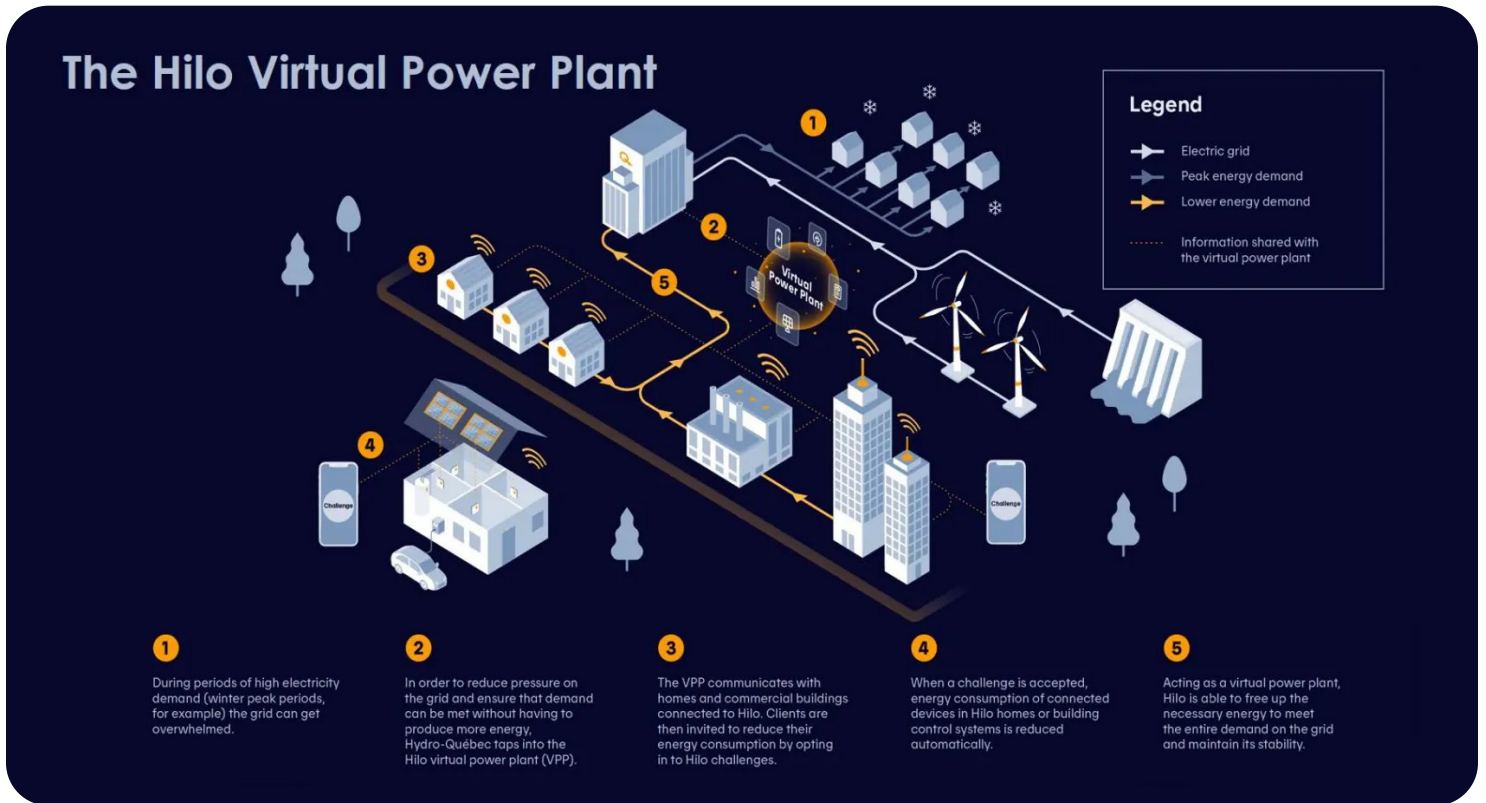 The Hilo Virtual Power Plant
Legend
Electric grid
Peak energy demand
Lower energy demand
Information shared with
the virtual power plant
1
2
3
5
Virtual
Power Plant
4
Challenge
Challenge
1
During periods of high electricity
demand (winter peak periods,
for example) the grid can get
overwhelmed.
2
In order to reduce pressure on
the grid and ensure that demand
can be met without having to
produce more energy,
Hydro-Québec taps into the
Hilo virtual power plant (VPP).
3
The VPP communicates with
homes and commercial buildings
connected to Hilo. Clients are
then invited to reduce their
energy consumption by opting
in to Hilo challenges.
4
When a challenge is accepted,
energy consumption of connected
devices in Hilo homes or building
control systems is reduced
automatically.
5
Acting as a virtual power plant,
Hilo is able to free up the
necessary energy to meet
the entire demand on the grid
and maintain its stability.